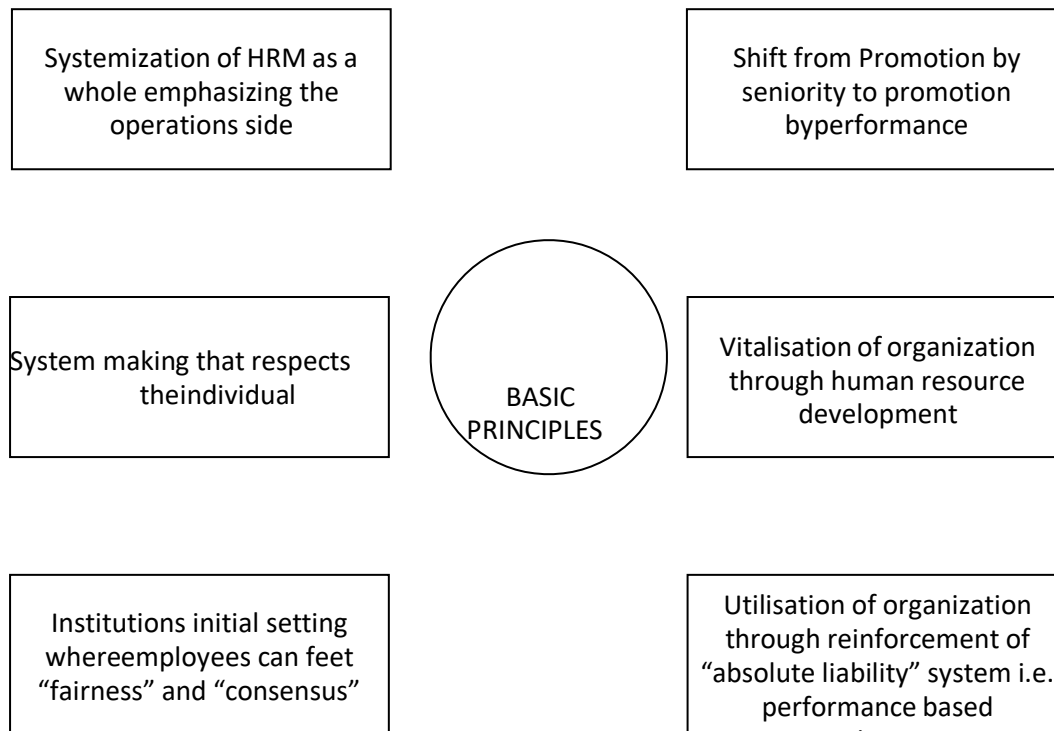 Systemization of HRM as a
whole emphasizing the
operations side
Shift from Promotion by
seniority to promotion
byperformance
System making that respects
theindividual
BASIC
PRINCIPLES
Vitalisation of organization
through human resource
development
Institutions initial setting
whereemployees can feet
“fairness” and “consensus”
Utilisation of organization
through reinforcement of
“absolute liability” system i.e.
performance based